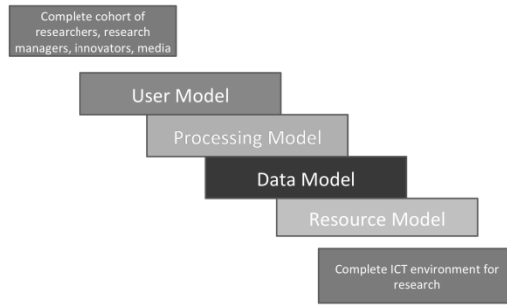 Complete cohort of
researchers, research
managers, innovators, media
User Model
Processing Model
Data Model
Resource Model
Complete ICT environment for
research